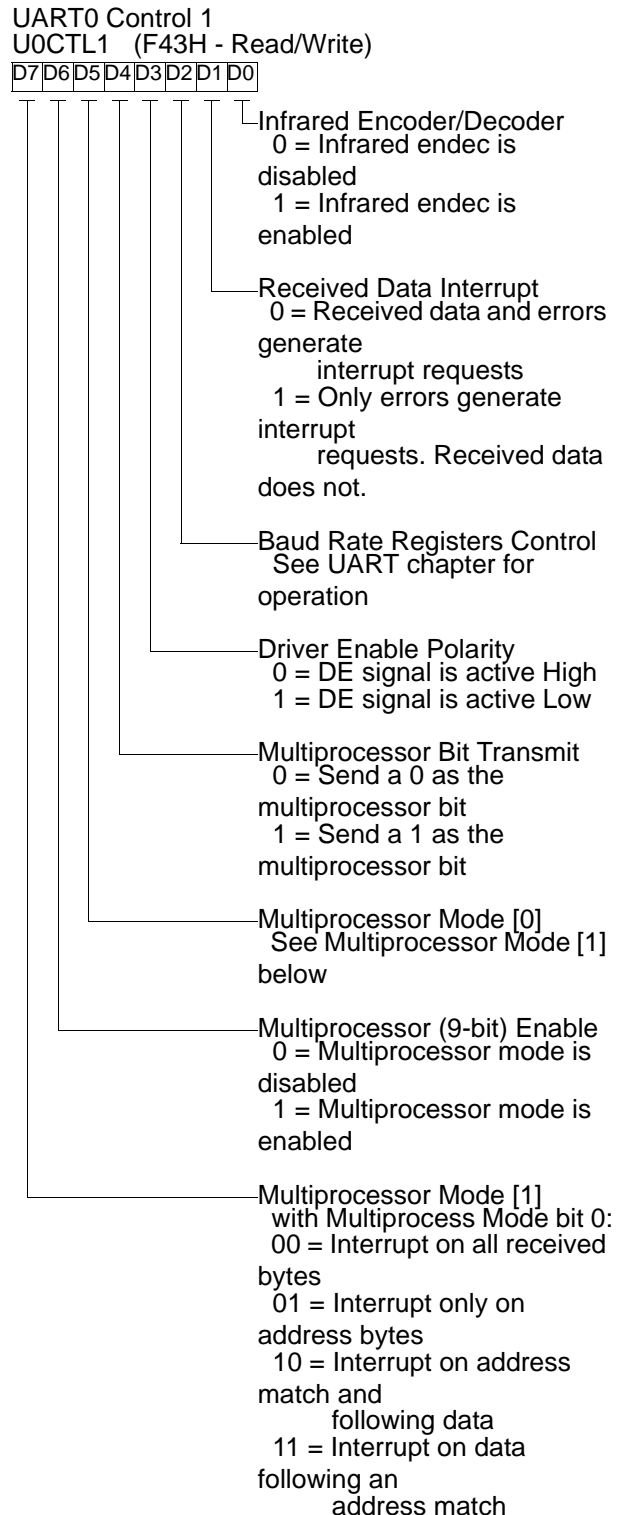 UART0 Control 1
U0CTL1 (F43H - Read/Write)
D7 D6 D5 D4 D3 D2 D1 D0
Infrared Encoder/Decoder
0 = Infrared endec is
disabled
1 = Infrared endec is
enabled
Received Data Interrupt
0 = Received data and errors
generate
interrupt requests
1 = Only errors generate
interrupt
requests. Received data
does not.
Baud Rate Registers Control
See UART chapter for
operation
Driver Enable Polarity
0 = DE signal is active High
1 = DE signal is active Low
Multiprocessor Bit Transmit
0 = Send a 0 as the
multiprocessor bit
1 = Send a 1 as the
multiprocessor bit
Multiprocessor Mode [0]
See Multiprocessor Mode [1]
below
Multiprocessor (9-bit) Enable
0 = Multiprocessor mode is
disabled
1 = Multiprocessor mode is
enabled
Multiprocessor Mode [1]
with Multiprocess Mode bit 0:
00 = Interrupt on all received
bytes
01 = Interrupt only on
address bytes
10 = Interrupt on address
match and
following data
11 = Interrupt on data
following an
address match